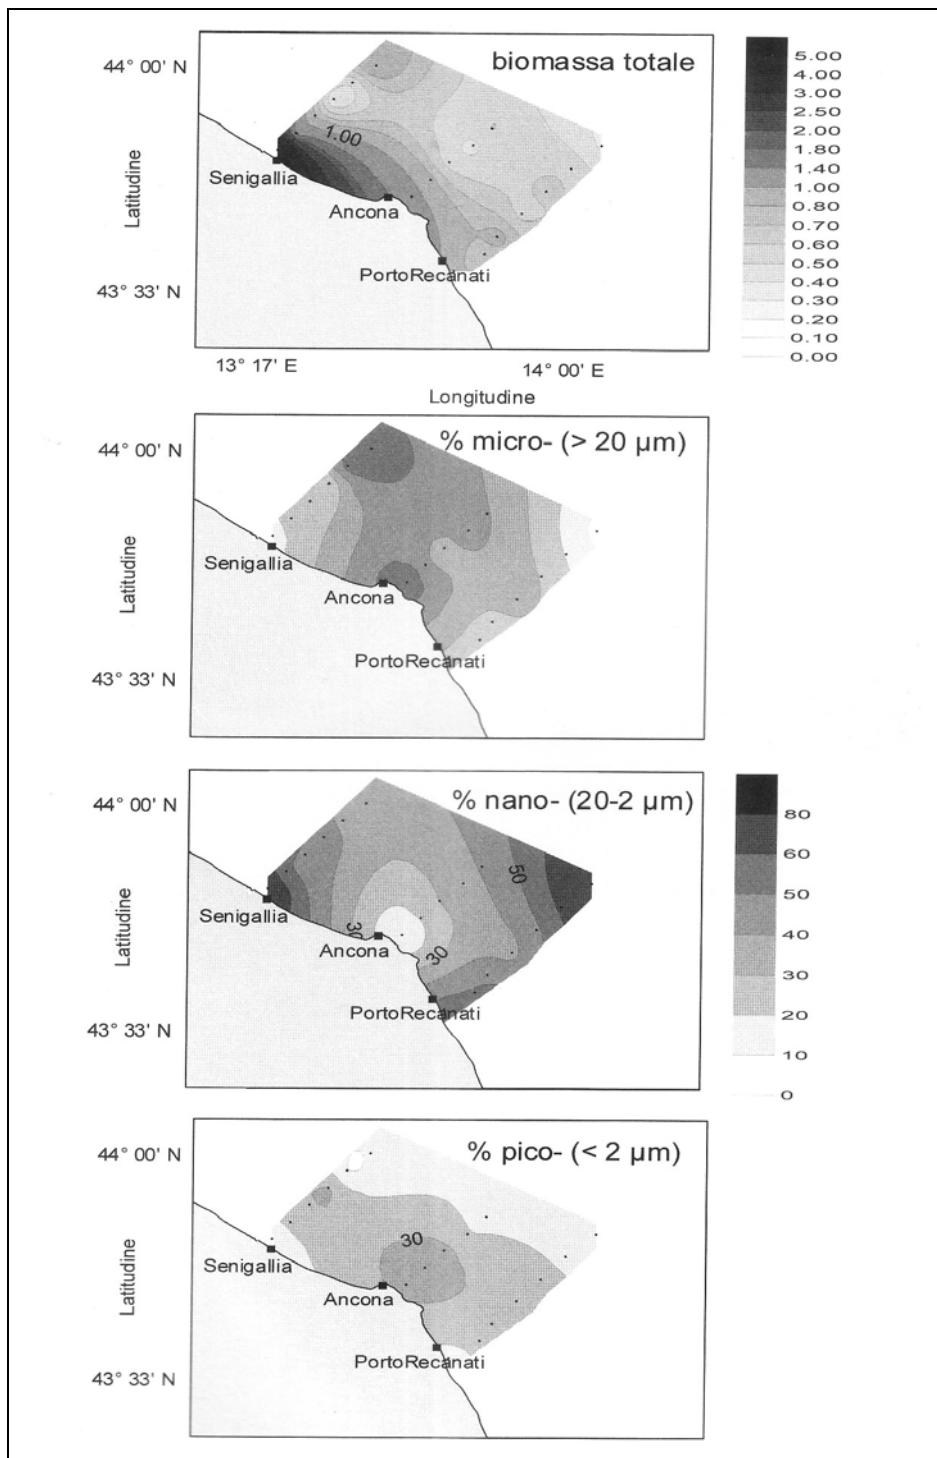 biomassa totale
44° 00' N
1.00
Latitudine
Senigallia
Ancona
PortoRecanati
43° 33' N
13° 17' E
14° 00' E
Longitudine
5.00
4.00
3.00
2.50
2.00
1.80
1.40
1.00
0.80
0.70
0.60
0.50
0.40
0.30
0.20
0.10
0.00
% micro- (> 20 µm)
44° 00' N
Latitudine
Senigallia
Ancona
PortoRecanati
43° 33' N
% nano- (20-2 µm)
44° 00' N
50
Latitudine
Senigallia
30
Ancona
30
PortoRecanati
43° 33' N
80
60
50
40
30
20
10
0
% pico- (< 2 µm)
44° 00' N
30
Latitudine
Senigallia
Ancona
PortoRecanati
43° 33' N